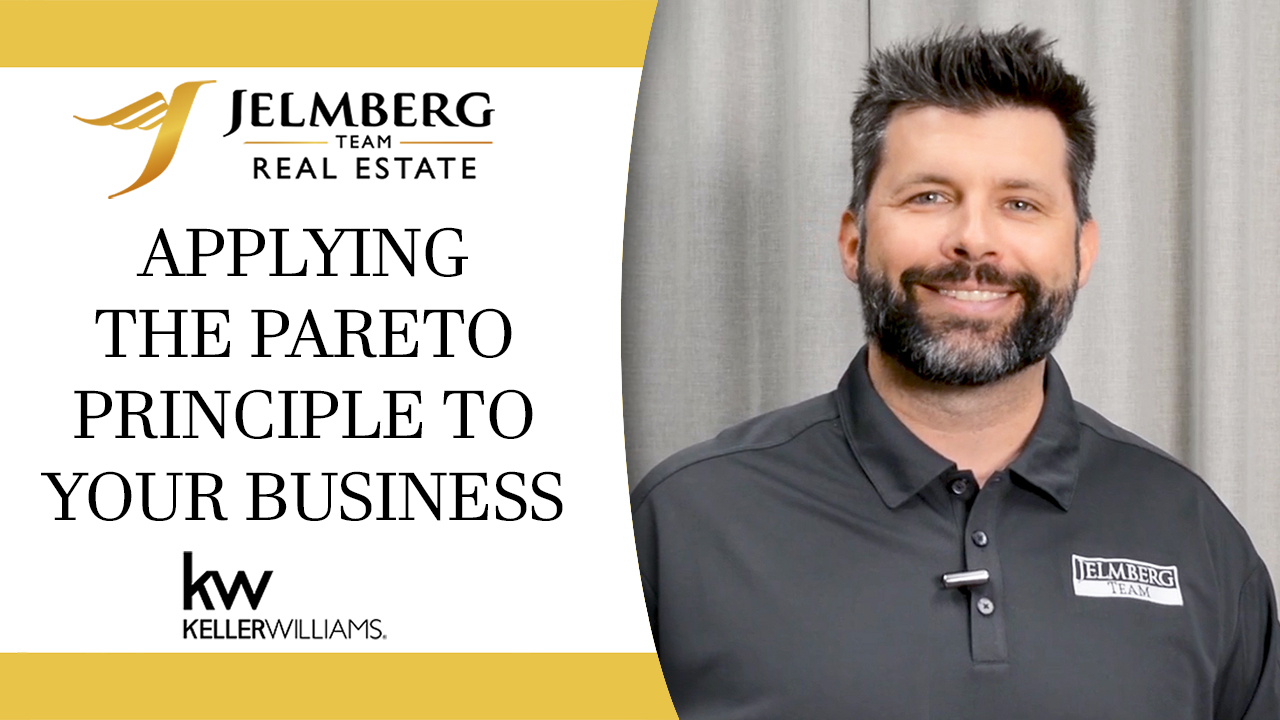 JELMBERG
TEAM
REAL ESTATE
APPLYING
THE PARETO
PRINCIPLE TO
YOUR BUSINESS
kw
KELLERWILLIAMS.
JELMBERG
TEAM